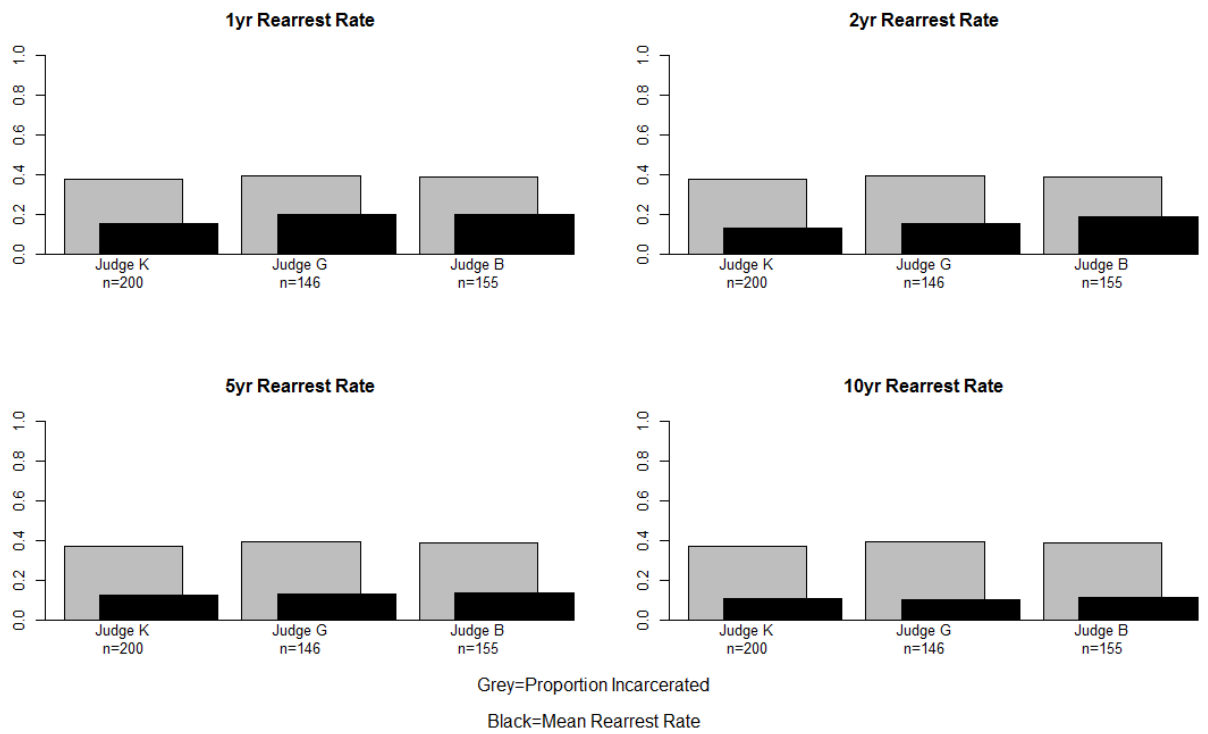 1yr Rearrest Rate
1.0
0.8
0.6
0.4
0.2
0.0
Judge K
n=200
Judge G
n=146
Judge B
n=155
2yr Rearrest Rate
1.0
0.8
0.6
0.4
0.2
0.0
Judge K
n=200
Judge G
n=146
Judge B
n=155
5yr Rearrest Rate
1.0
0.8
0.6
0.4
0.2
0.0
Judge K
n=200
Judge G
n=146
Judge B
n=155
10yr Rearrest Rate
1.0
0.8
0.6
0.4
0.2
0.0
Judge K
n=200
Judge G
n=146
Judge B
n=155
Grey=Proportion Incarcerated
Black=Mean Rearrest Rate